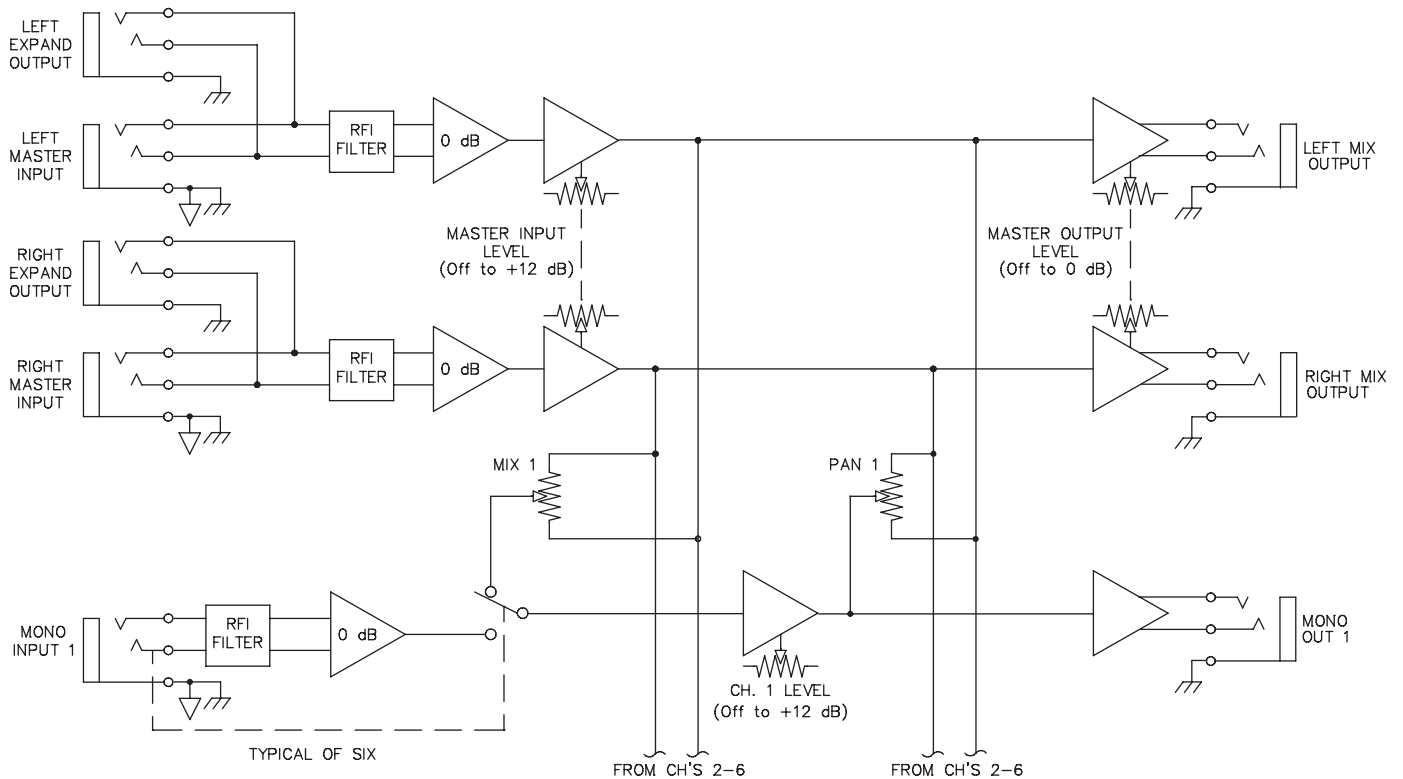 LEFT
EXPAND
OUTPUT
LEFT
MASTER
INPUT
RFI
FILTER
0 dB
MASTER INPUT
LEVEL
(Off to +12 dB)
MASTER OUTPUT
LEVEL
(Off to 0 dB)
LEFT MIX
OUTPUT
RIGHT
EXPAND
OUTPUT
RIGHT
MASTER
INPUT
RFI
FILTER
0 dB
RIGHT MIX
OUTPUT
MIX 1
PAN 1
MONO
INPUT 1
RFI
FILTER
0 dB
CH. 1 LEVEL
(Off to +12 dB)
MONO
OUT 1
TYPICAL OF SIX
FROM CH'S 2-6
FROM CH'S 2-6